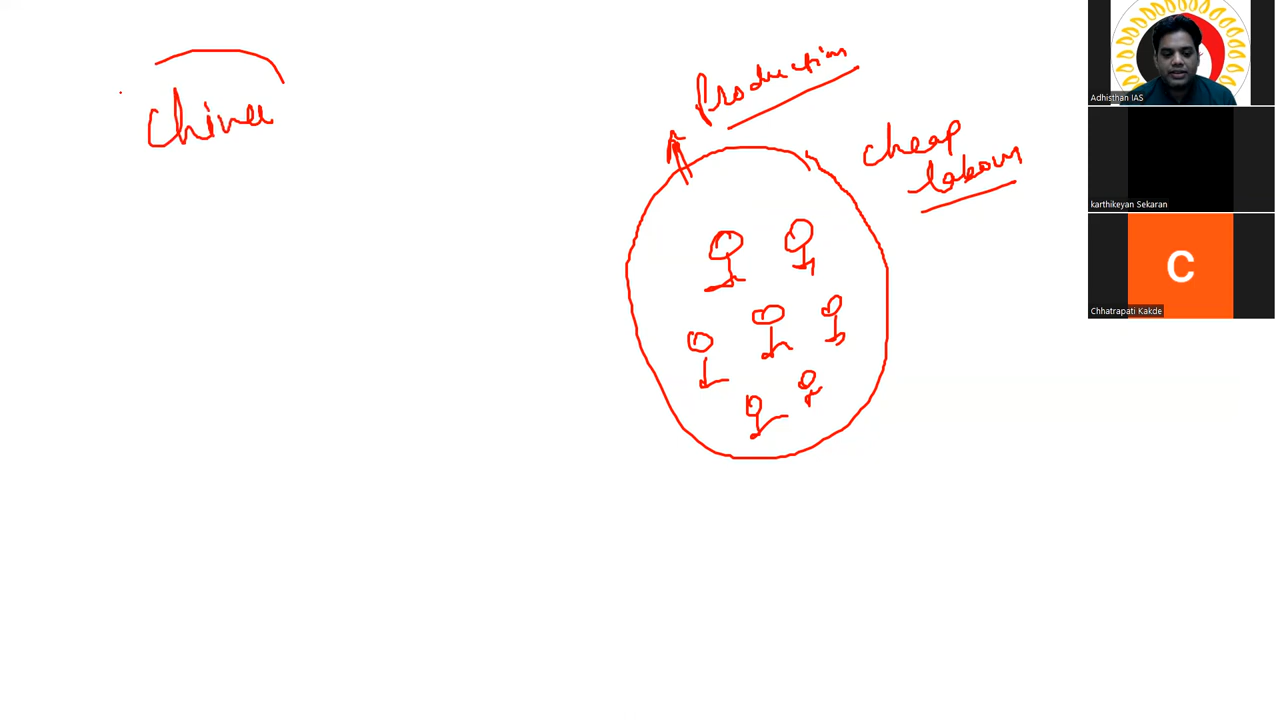 Production
China
cheap
labour
Adhisthan IAS
karthikeyan Sekaran
C
Chhatrapati Kakde